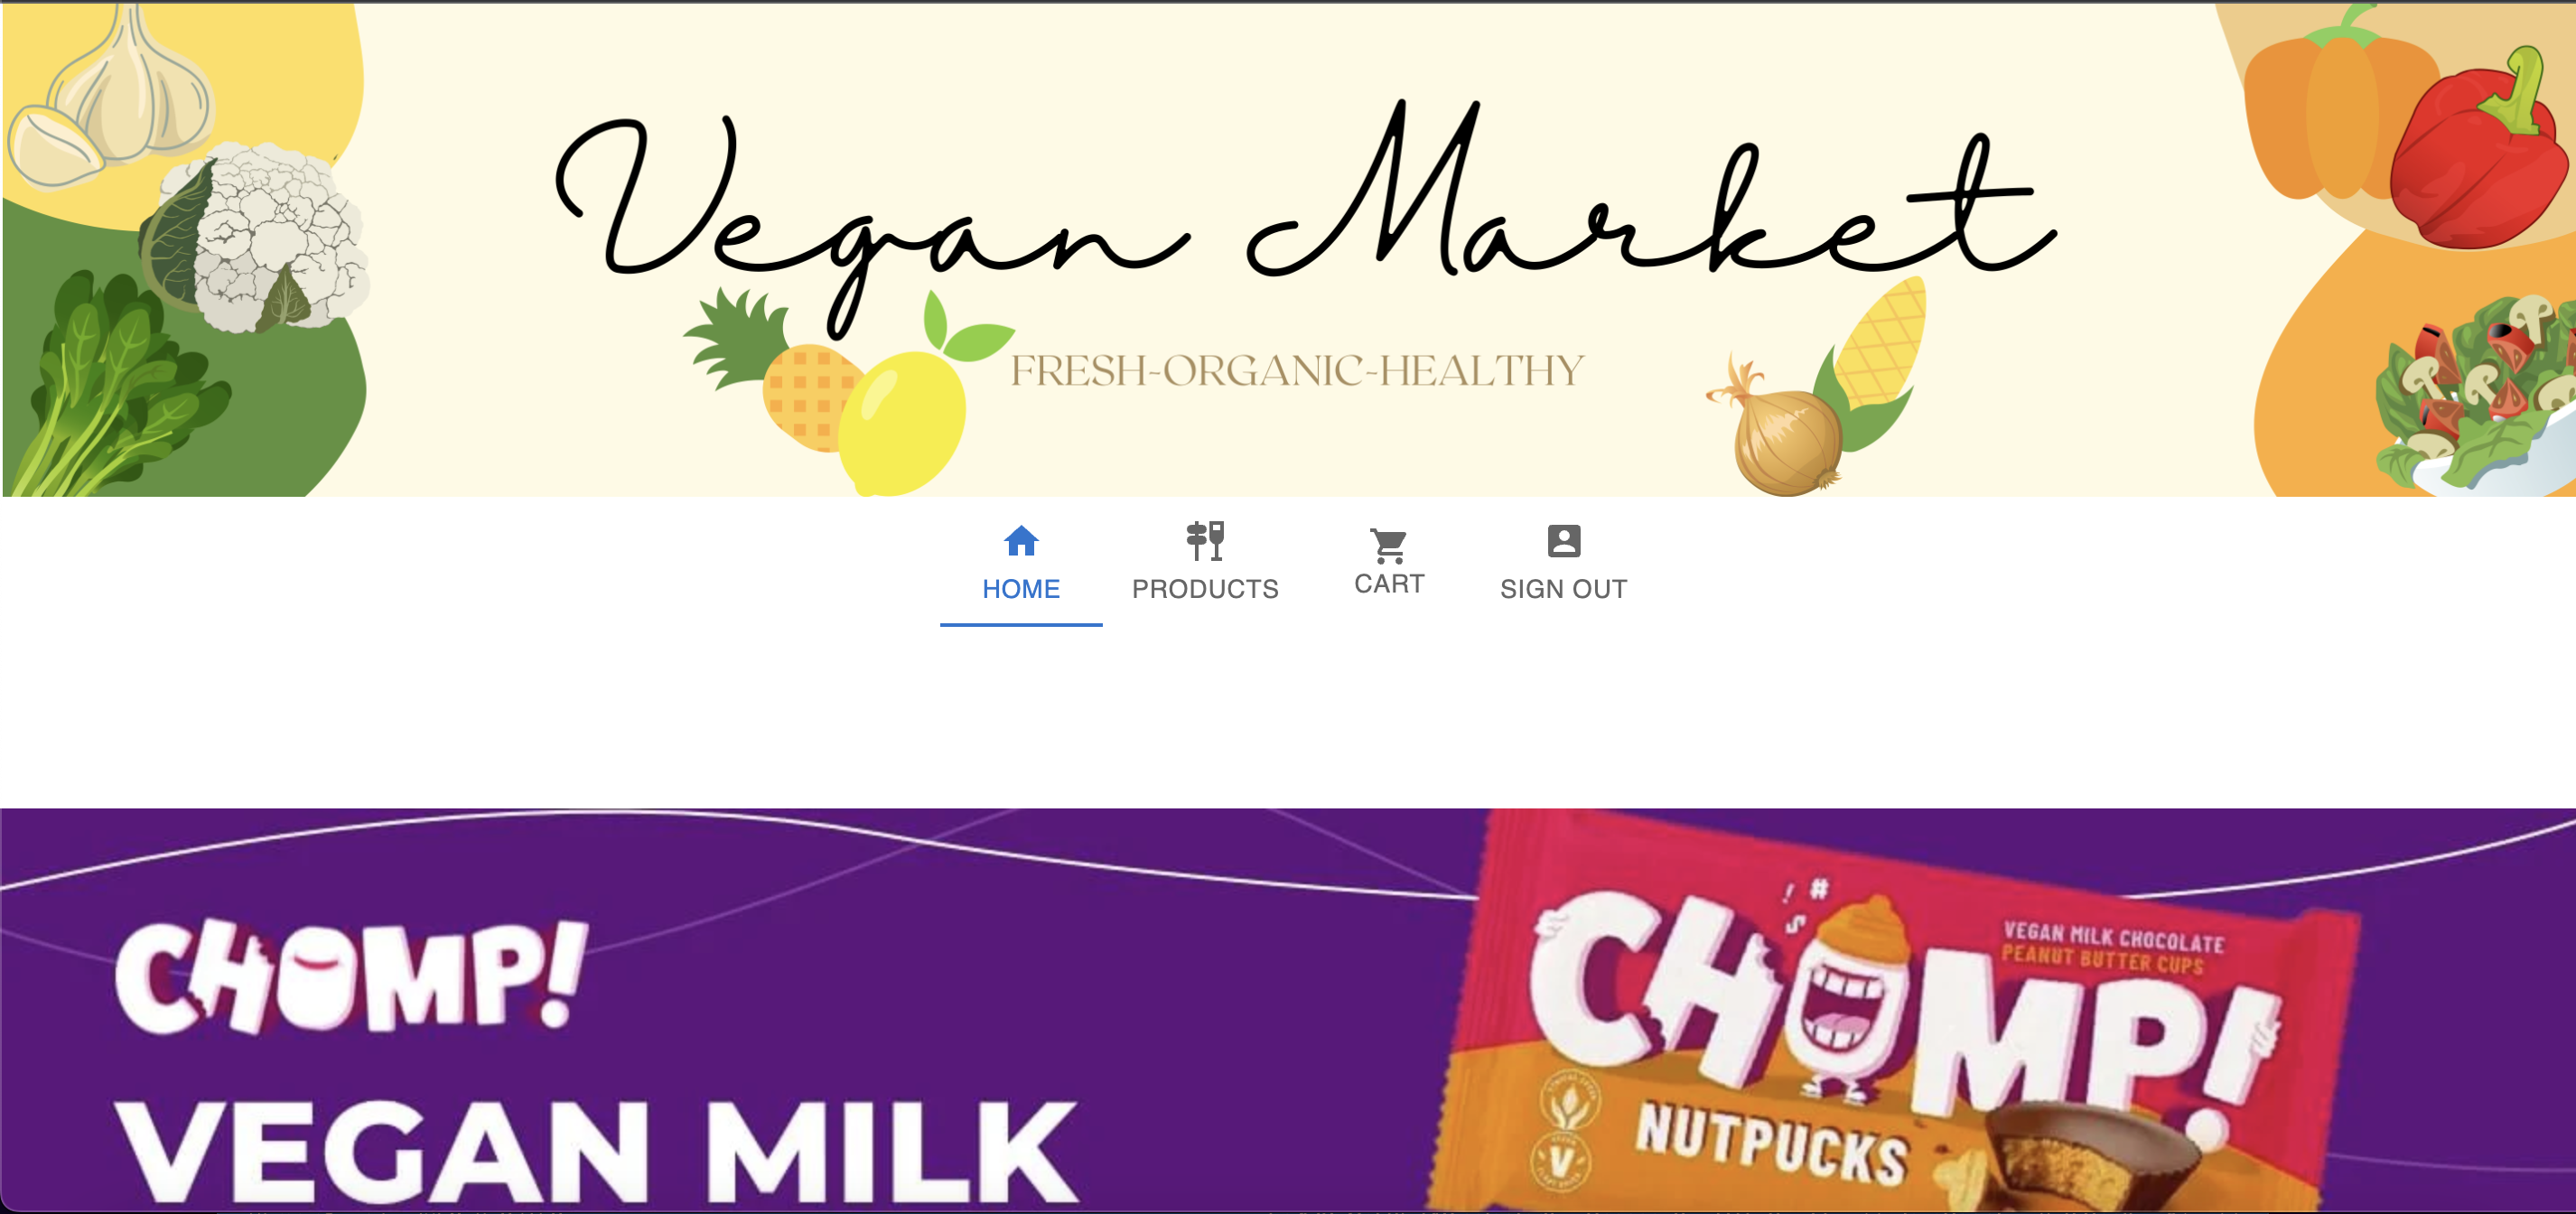 Vegan Market
FRESH-ORGANIC-HEALTHY
HOME
PRODUCTS
CART
SIGN OUT
CHOMP!
VEGAN MILK
! #
VEGAN MILK CHOCOLATE
PEANUT BUTTER CUPS
CHOMP!
NUTPUCKS
V